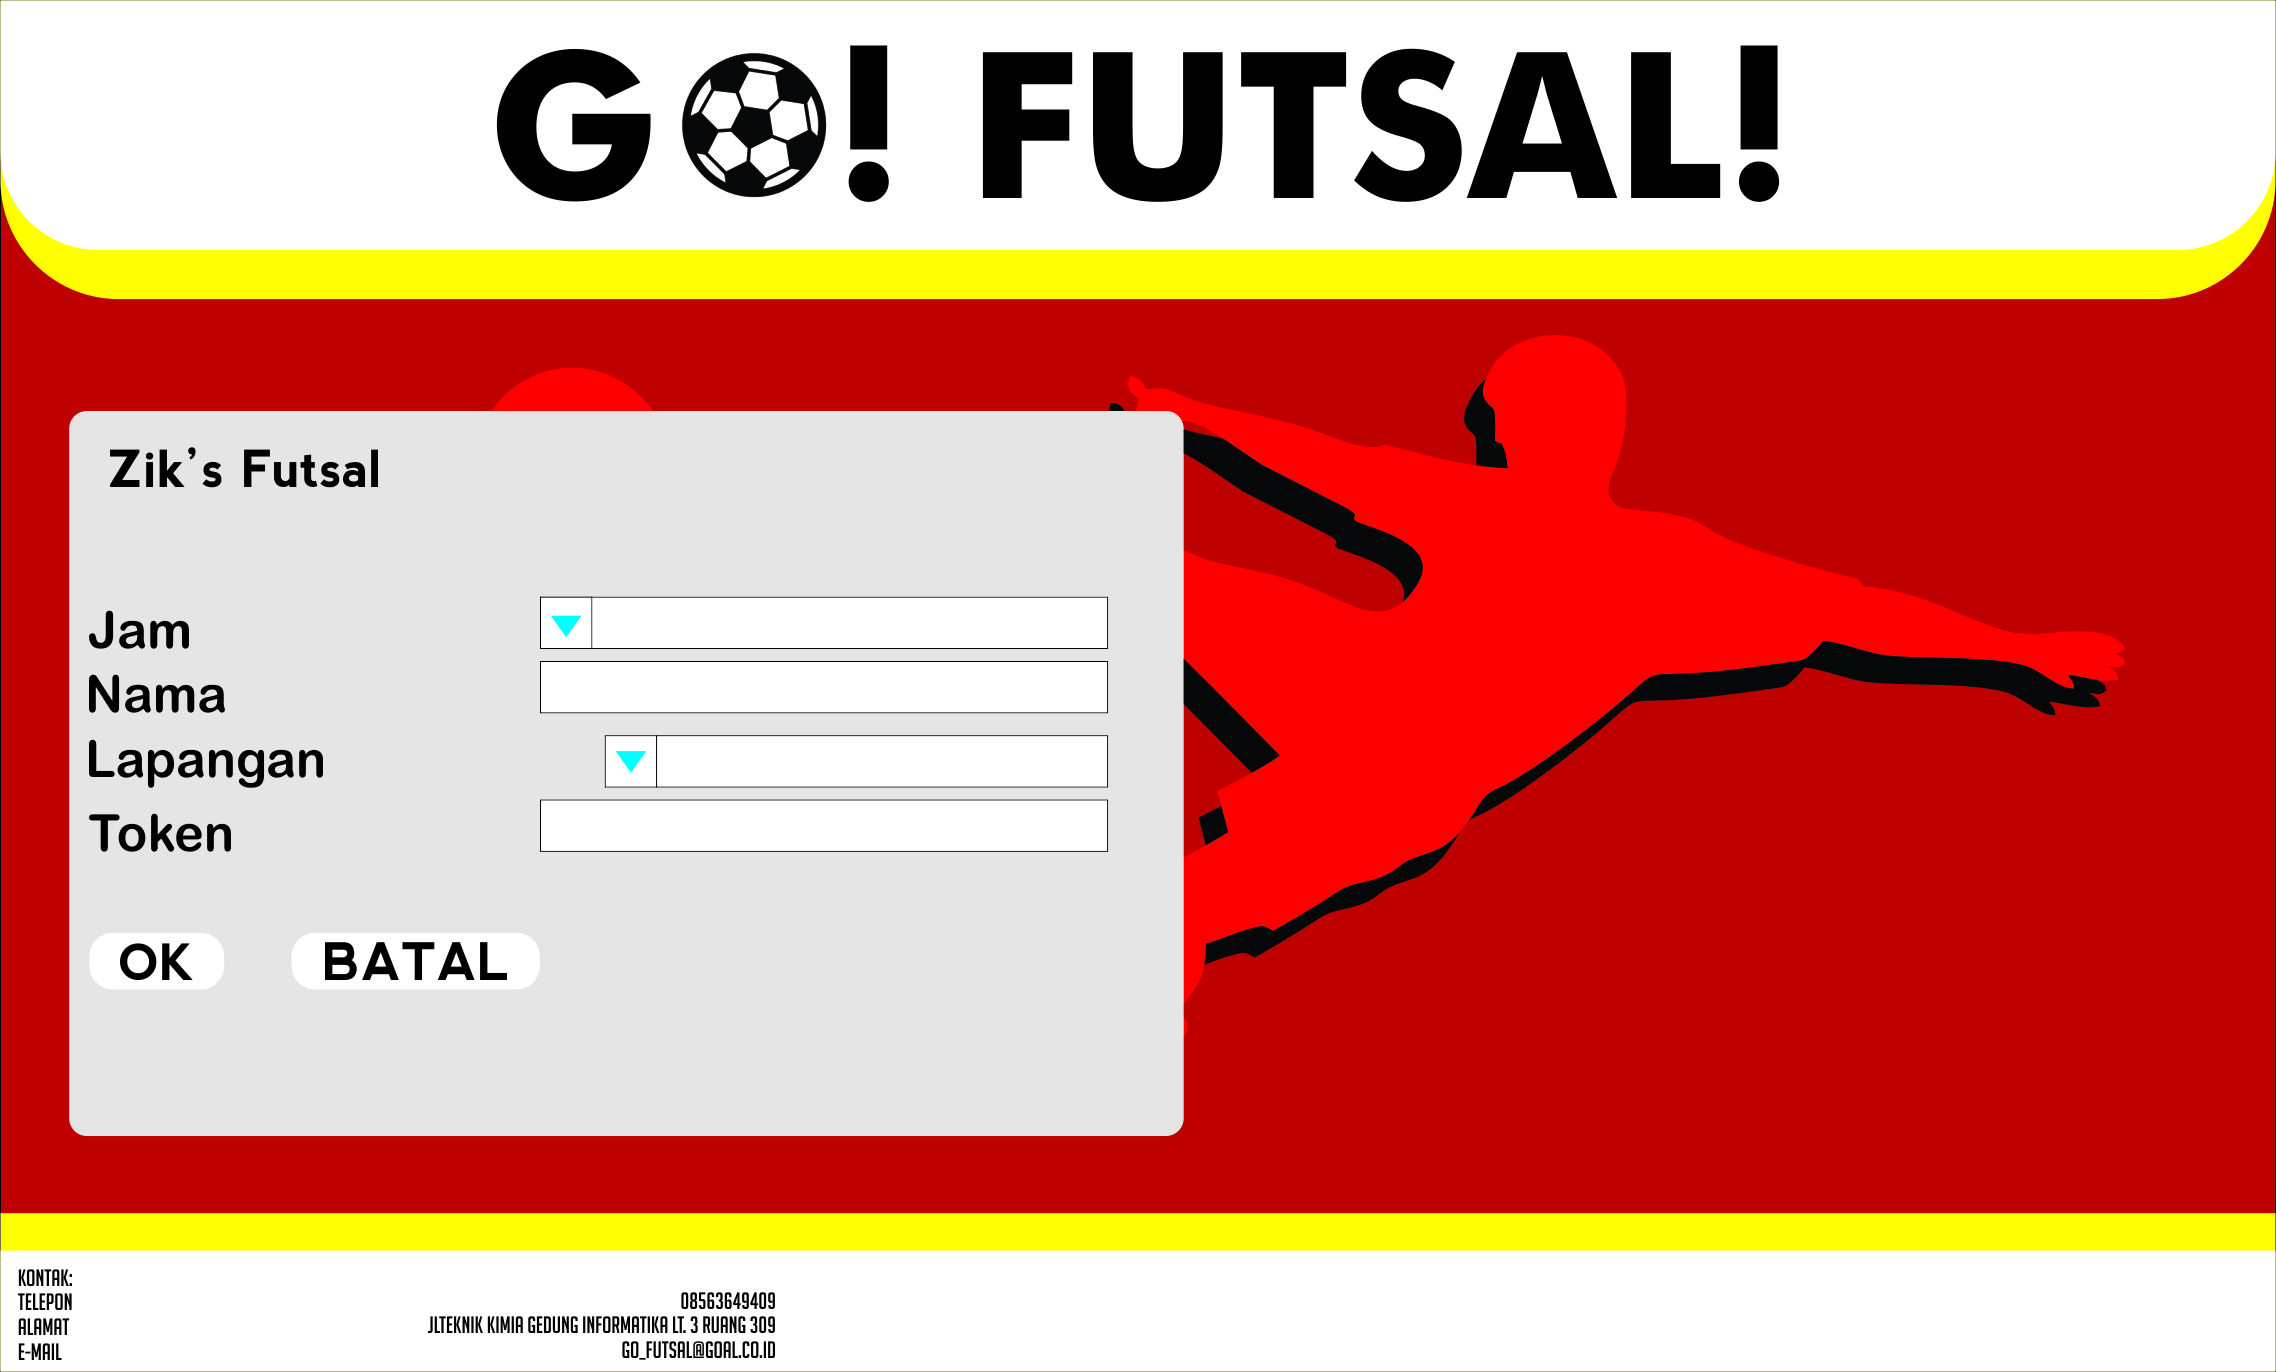 GO! FUTSAL!
Zik's Futsal
Jam
Nama
Lapangan
Token
OK BATAL
KONTAK:
TELEPON 08563649409
ALAMAT JLTEKNIK KIMIA GEDUNG INFORMATIKA LT. 3 RUANG 309
E-MAIL GO_FUTSAL@GOAL.CO.ID